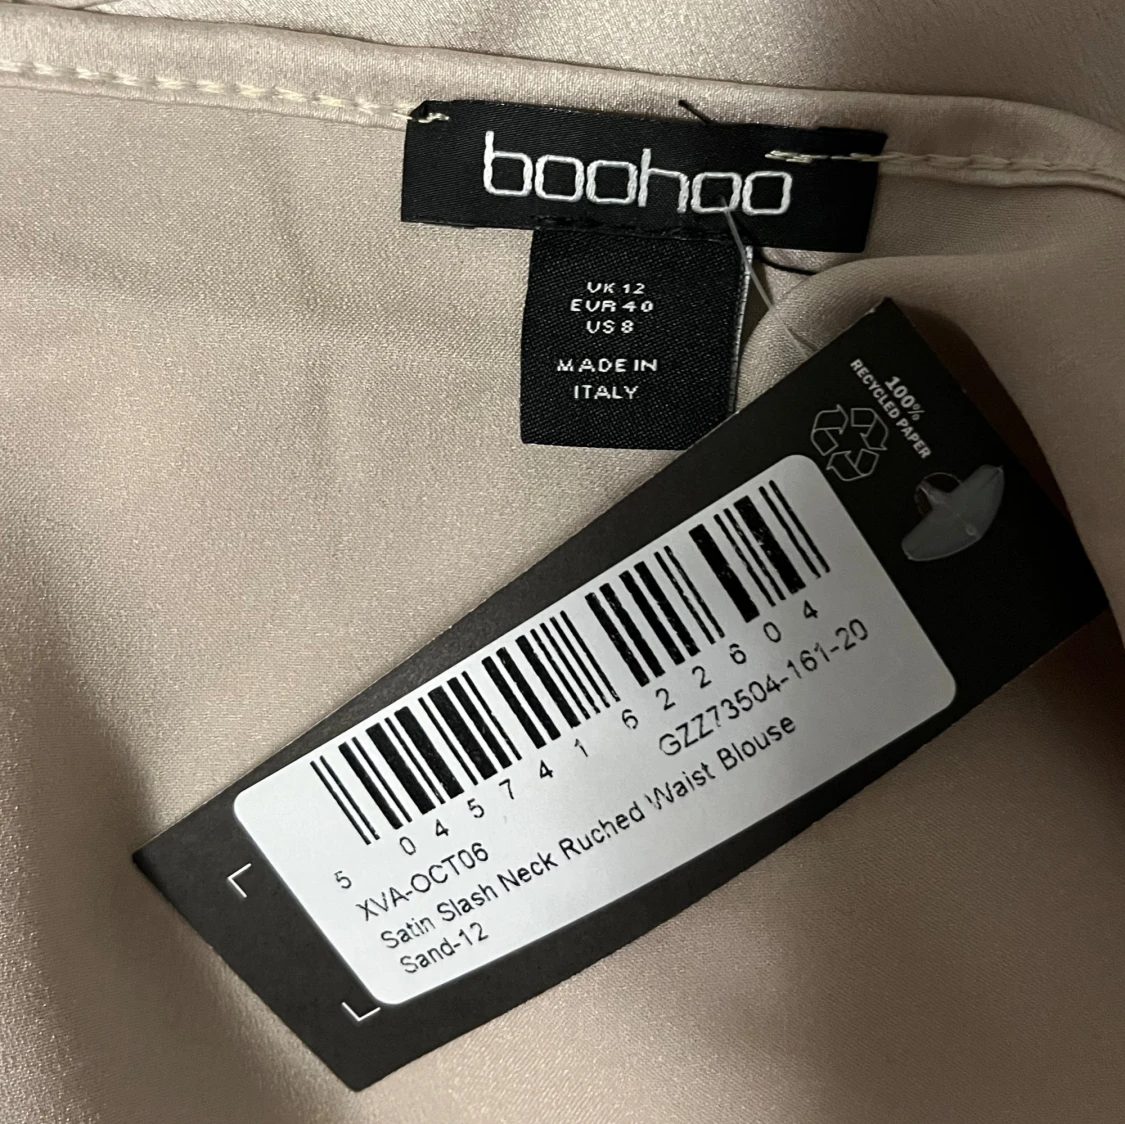 boohoo
UK 12
EUR 40
US 8
MADE IN
ITALY
100%
RECYCLED PAPER
5 045741 622604
XVA-OCT06
GZZ73504-161-20
Satin Slash Neck Ruched Waist Blouse
Sand-12